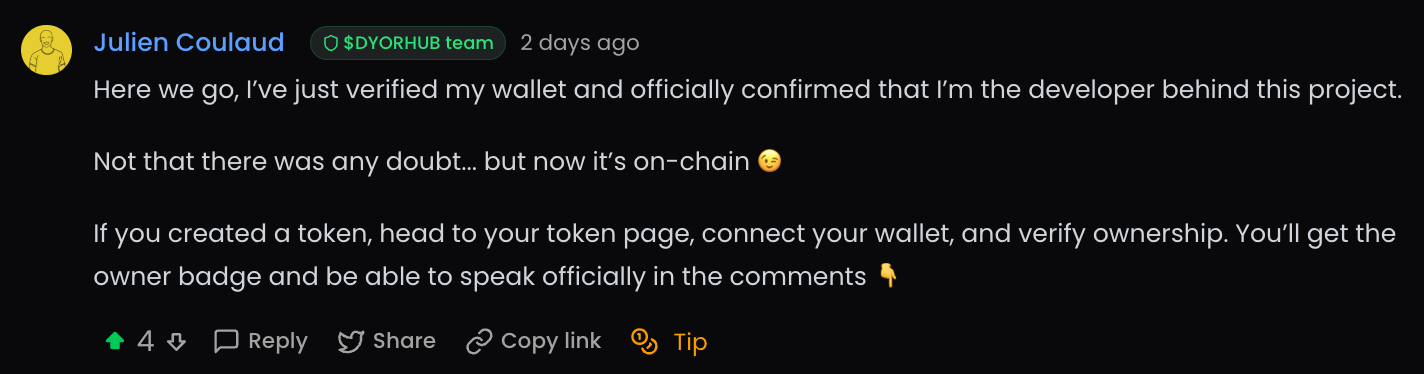 Julien Coulaud $DYORHUB team 2 days ago
Here we go, I’ve just verified my wallet and officially confirmed that I’m the developer behind this project.
Not that there was any doubt... but now it’s on-chain 😉
If you created a token, head to your token page, connect your wallet, and verify ownership. You’ll get the
owner badge and be able to speak officially in the comments 👇
4 Reply Share Copy link Tip